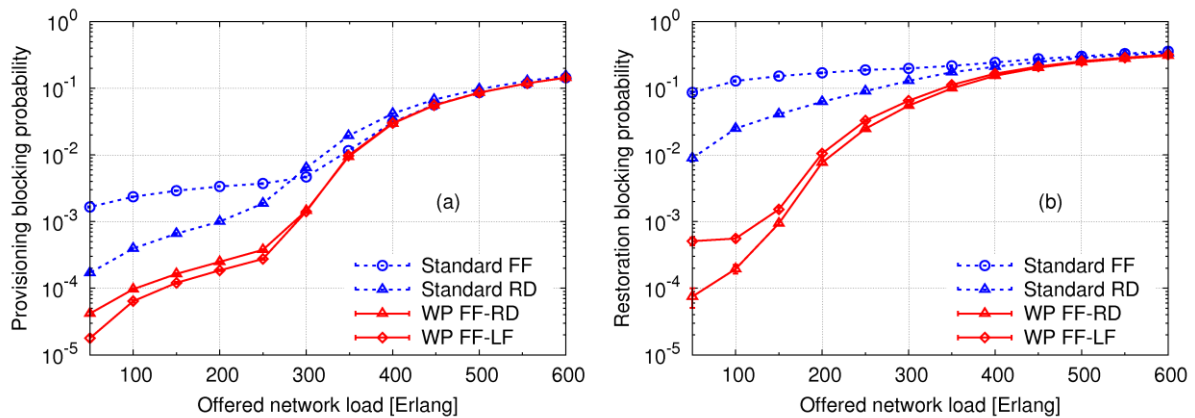 Provisioning blocking probability
10^0
10^-1
10^-2
10^-3
10^-4
10^-5
100 200 300 400 500 600
Offered network load [Erlang]
(a)
Standard FF
Standard RD
WP FF-RD
WP FF-LF
Restoration blocking probability
10^0
10^-1
10^-2
10^-3
10^-4
10^-5
100 200 300 400 500 600
Offered network load [Erlang]
(b)
Standard FF
Standard RD
WP FF-RD
WP FF-LF